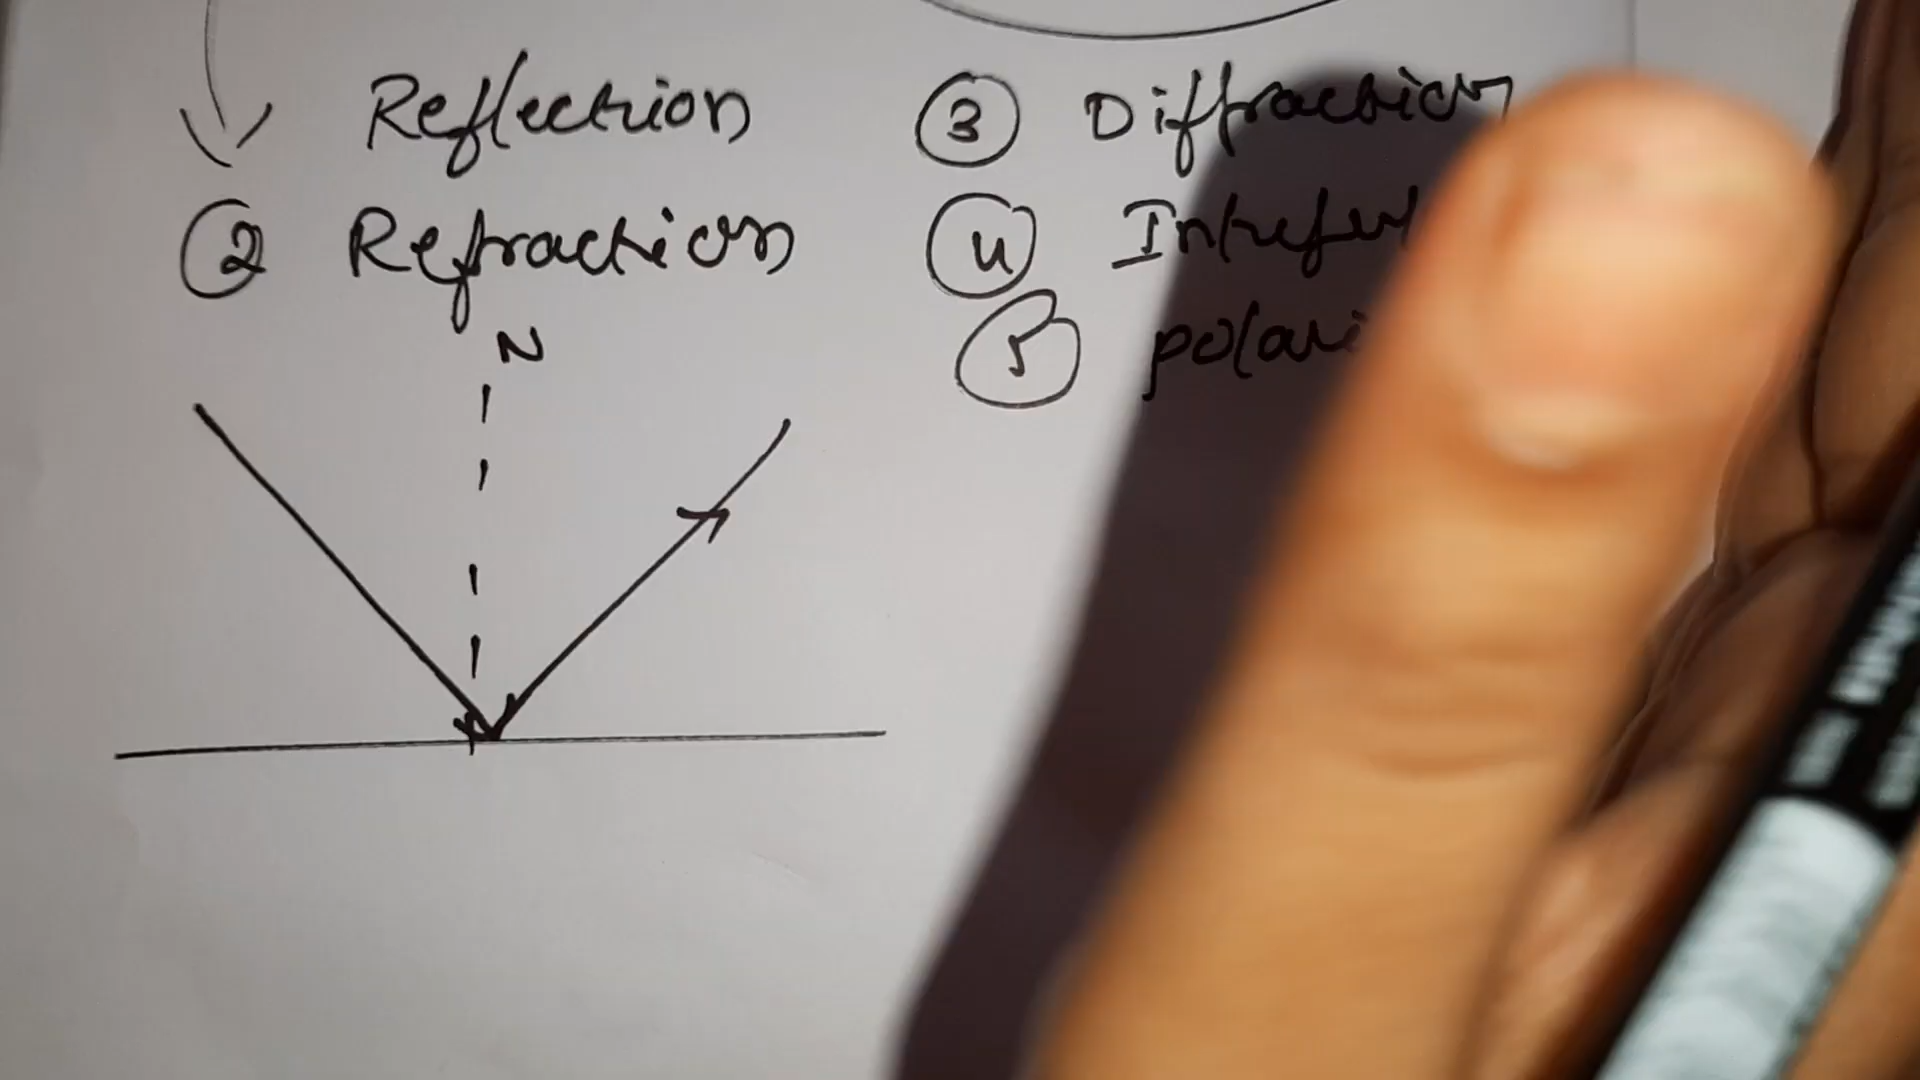 Reflection
② Refraction
N
③ Diffraction
④
⑤